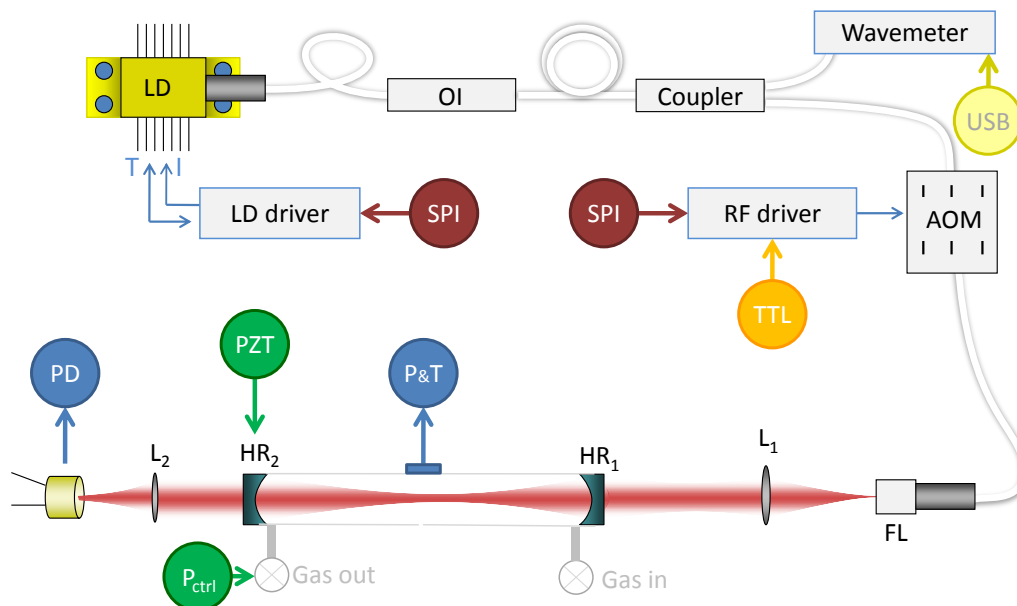 Wavemeter
LD
OI
Coupler
USB
T I
LD driver
SPI
SPI
RF driver
AOM
TTL
PZT
PD
P&T
L₂
HR₂
HR₁
L₁
FL
P_ctrl
Gas out
Gas in